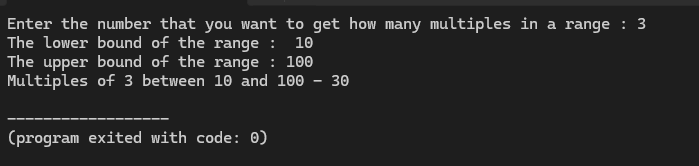 Enter the number that you want to get how many multiples in a range : 3
The lower bound of the range :  10
The upper bound of the range : 100
Multiples of 3 between 10 and 100 - 30
------------------
(program exited with code: 0)